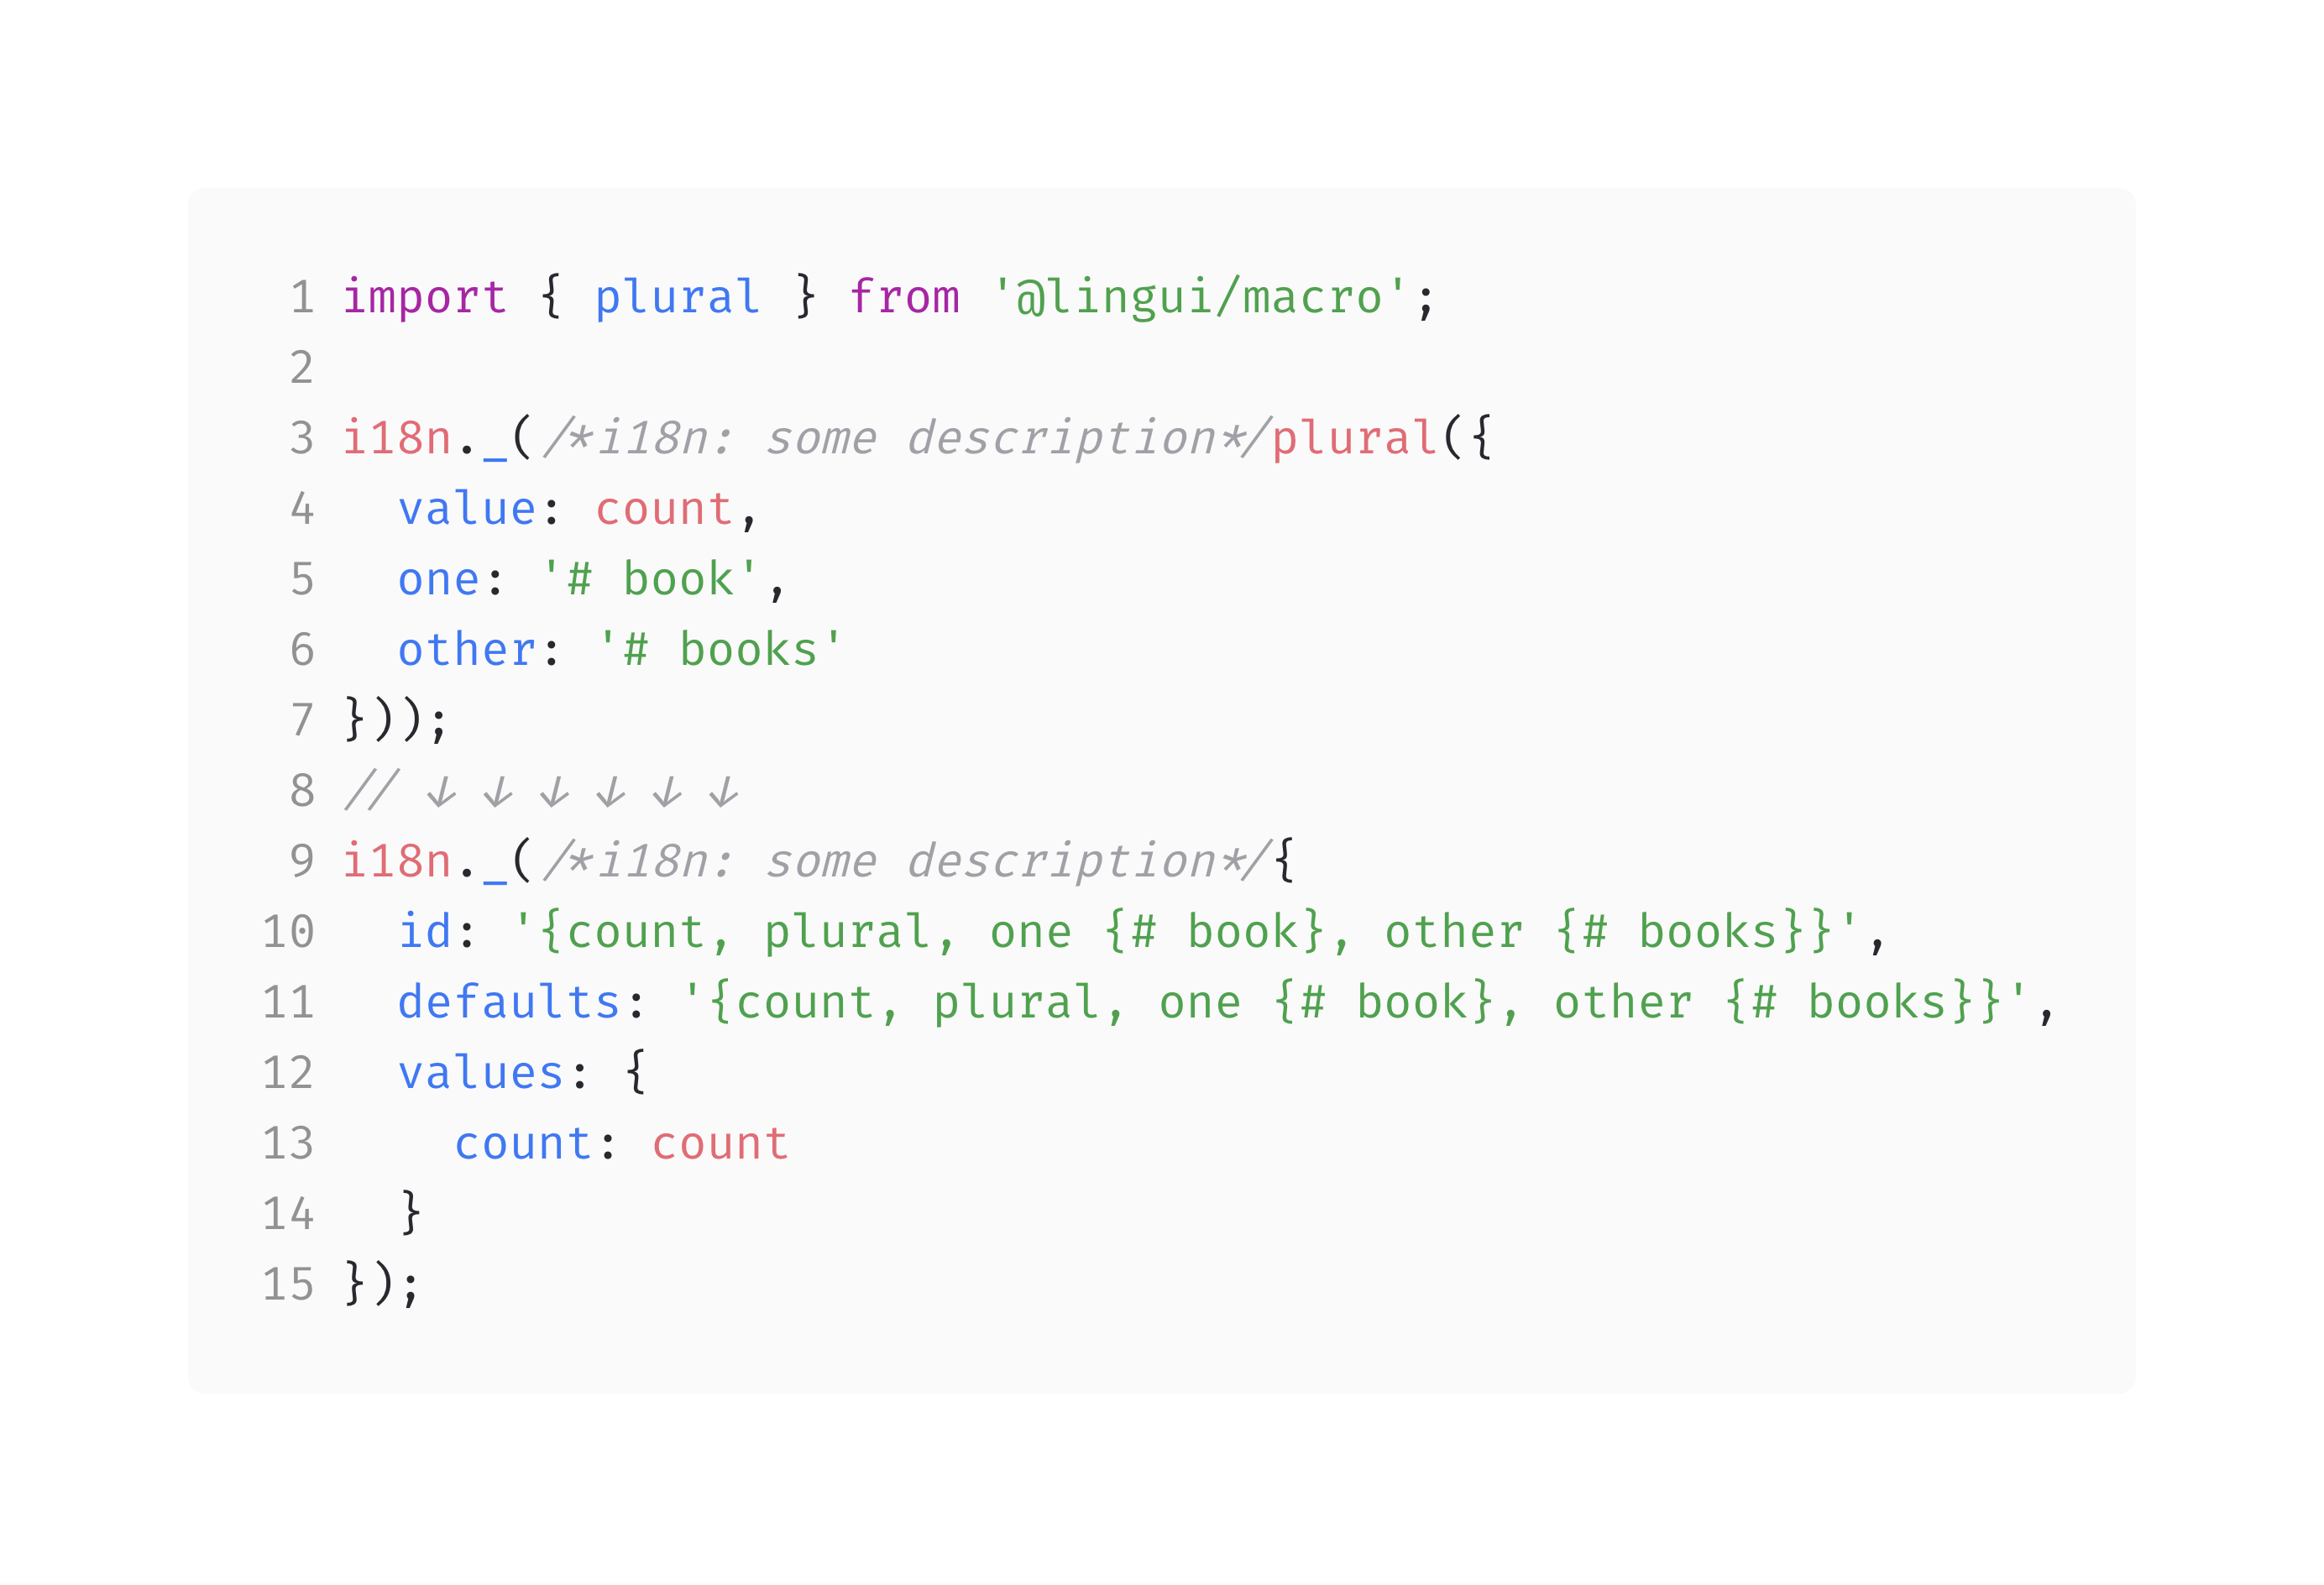 1 import { plural } from '@lingui/macro';
2
3 i18n._(/*i18n: some description*/plural({
4   value: count,
5   one: '# book',
6   other: '# books'
7 }));
8 // ↓ ↓ ↓ ↓ ↓ ↓
9 i18n._(/*i18n: some description*/{
10   id: '{count, plural, one {# book}, other {# books}}',
11   defaults: '{count, plural, one {# book}, other {# books}}',
12   values: {
13     count: count
14   }
15 });